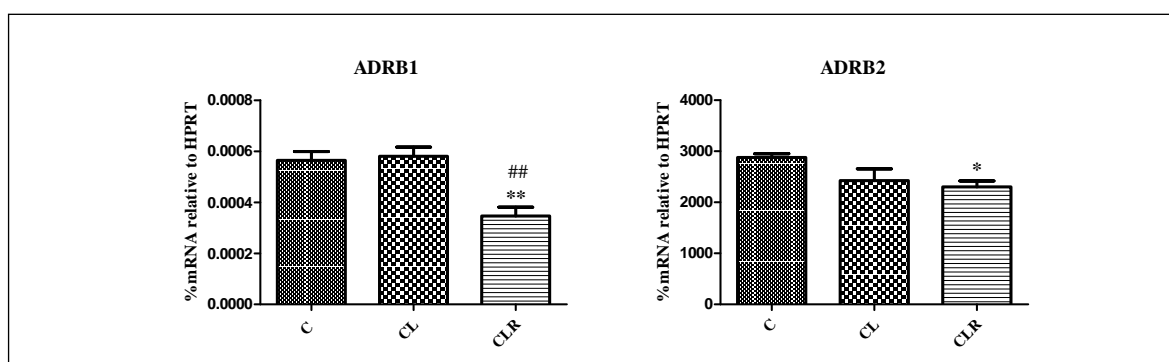 ADRB1
%mRNA relative to HPRT
0.0008
0.0006
0.0004
0.0002
0.0000
##
**
C
CL
CLR
ADRB2
%mRNA relative to HPRT
4000
3000
2000
1000
0
*
C
CL
CLR